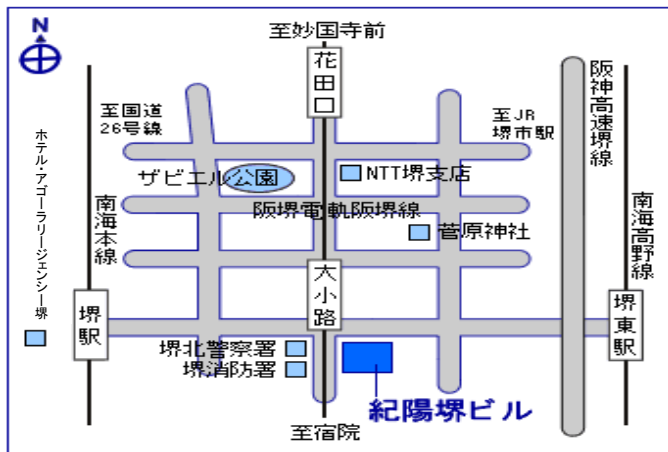 N
至妙国寺前
花田口
至国道
26号線
至JR
堺市駅
阪神高速堺線
ホテル・アゴーラリージェンシー堺
ザビエル公園
NTT堺支店
南海本線
阪堺電軌阪堺線
菅原神社
南海高野線
堺駅
大小路
堺東駅
堺北警察署
堺消防署
紀陽堺ビル
至宿院